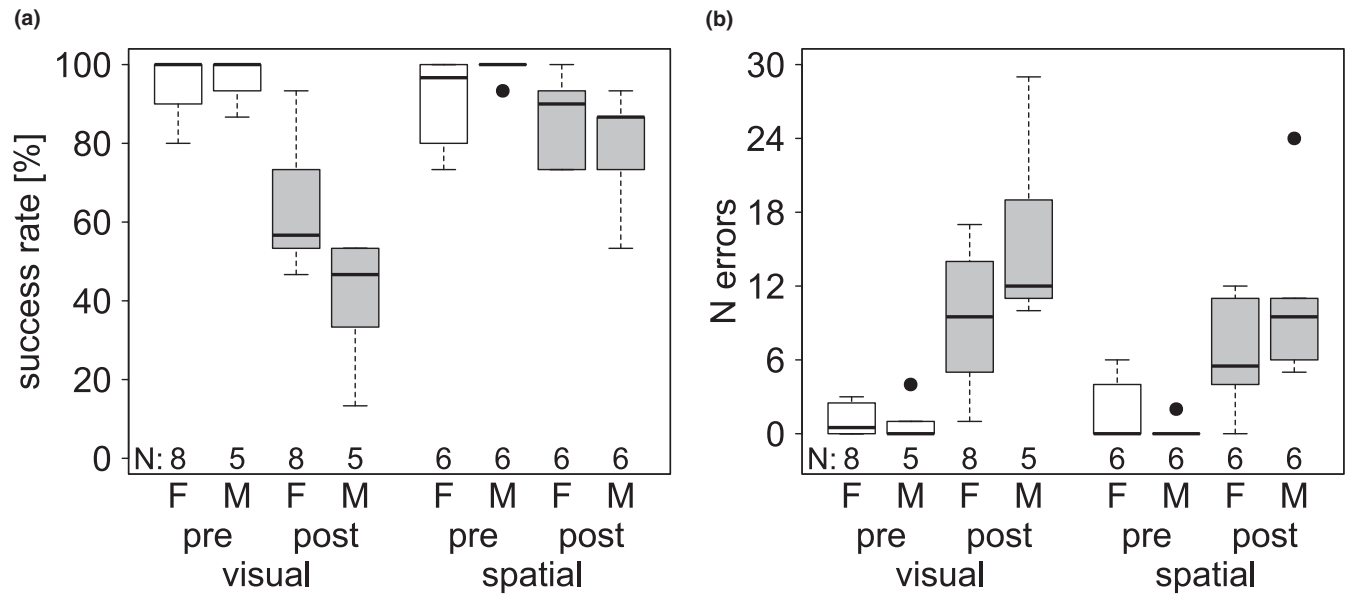 (a)
success rate [%]
100
80
60
40
20
0
N: 8 5 8 5 6 6 6 6
F M F M F M F M
pre post pre post
visual spatial
(b)
N errors
30
24
18
12
6
0
N: 8 5 8 5 6 6 6 6
F M F M F M F M
pre post pre post
visual spatial